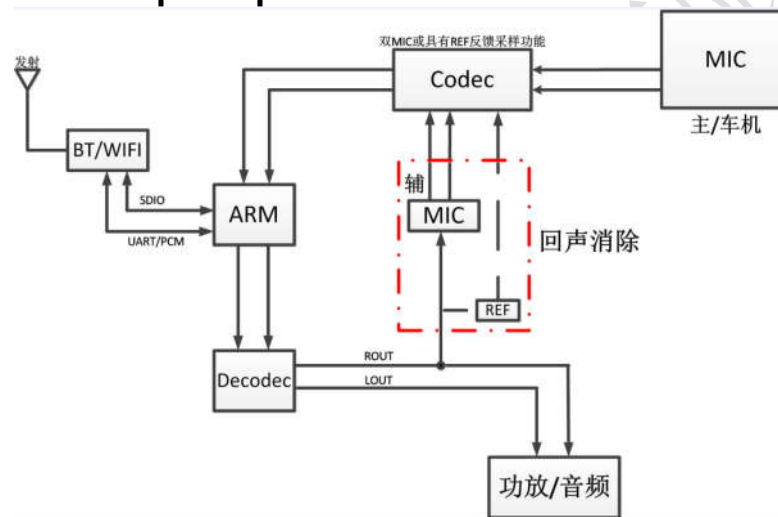 双MIC或具有REF反馈采样功能
发射
Codec
MIC
主/车机
BT/WIFI
SDIO
UART/PCM
ARM
辅
MIC
回声消除
REF
Decodec
ROUT
LOUT
功放/音频